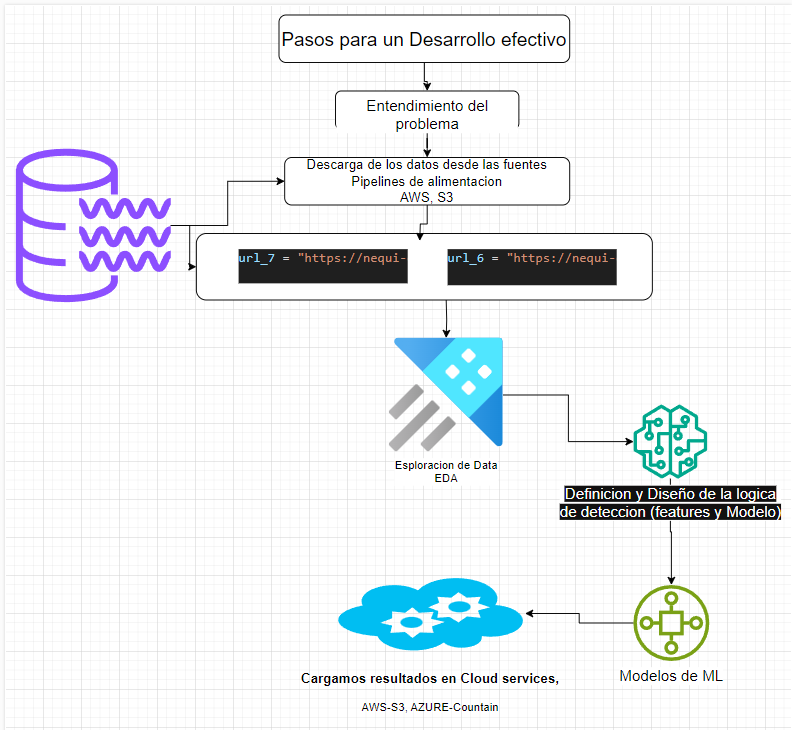 Pasos para un Desarrollo efectivo
Entendimiento del
problema
Descarga de los datos desde las fuentes
Pipelines de alimentacion
AWS, S3
url_7 = "https://nequi-
url_6 = "https://nequi-
Esploracion de Data
EDA
Definicion y Diseño de la logica
de deteccion (features y Modelo)
Modelos de ML
Cargamos resultados en Cloud services,
AWS-S3, AZURE-Countain